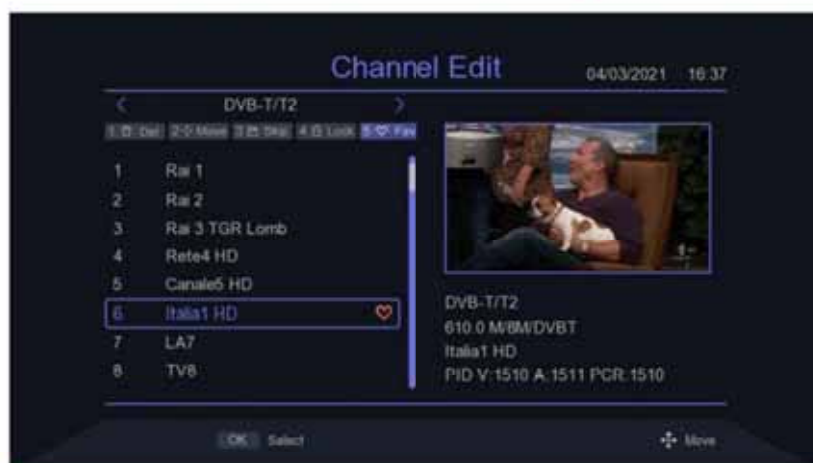 Channel Edit
04/03/2021 16:37
DVB-T/T2
1 Del 2 Move 3 Skip 4 Lock 5 Fav
1 Rai 1
2 Rai 2
3 Rai 3 TGR Lomb
4 Rete4 HD
5 Canale5 HD
6 Italia1 HD
7 LA7
8 TV8
DVB-T/T2
610.0 M/8M/DVBT
Italia1 HD
PID V:1510 A:1511 PCR:1510
OK Select
Move